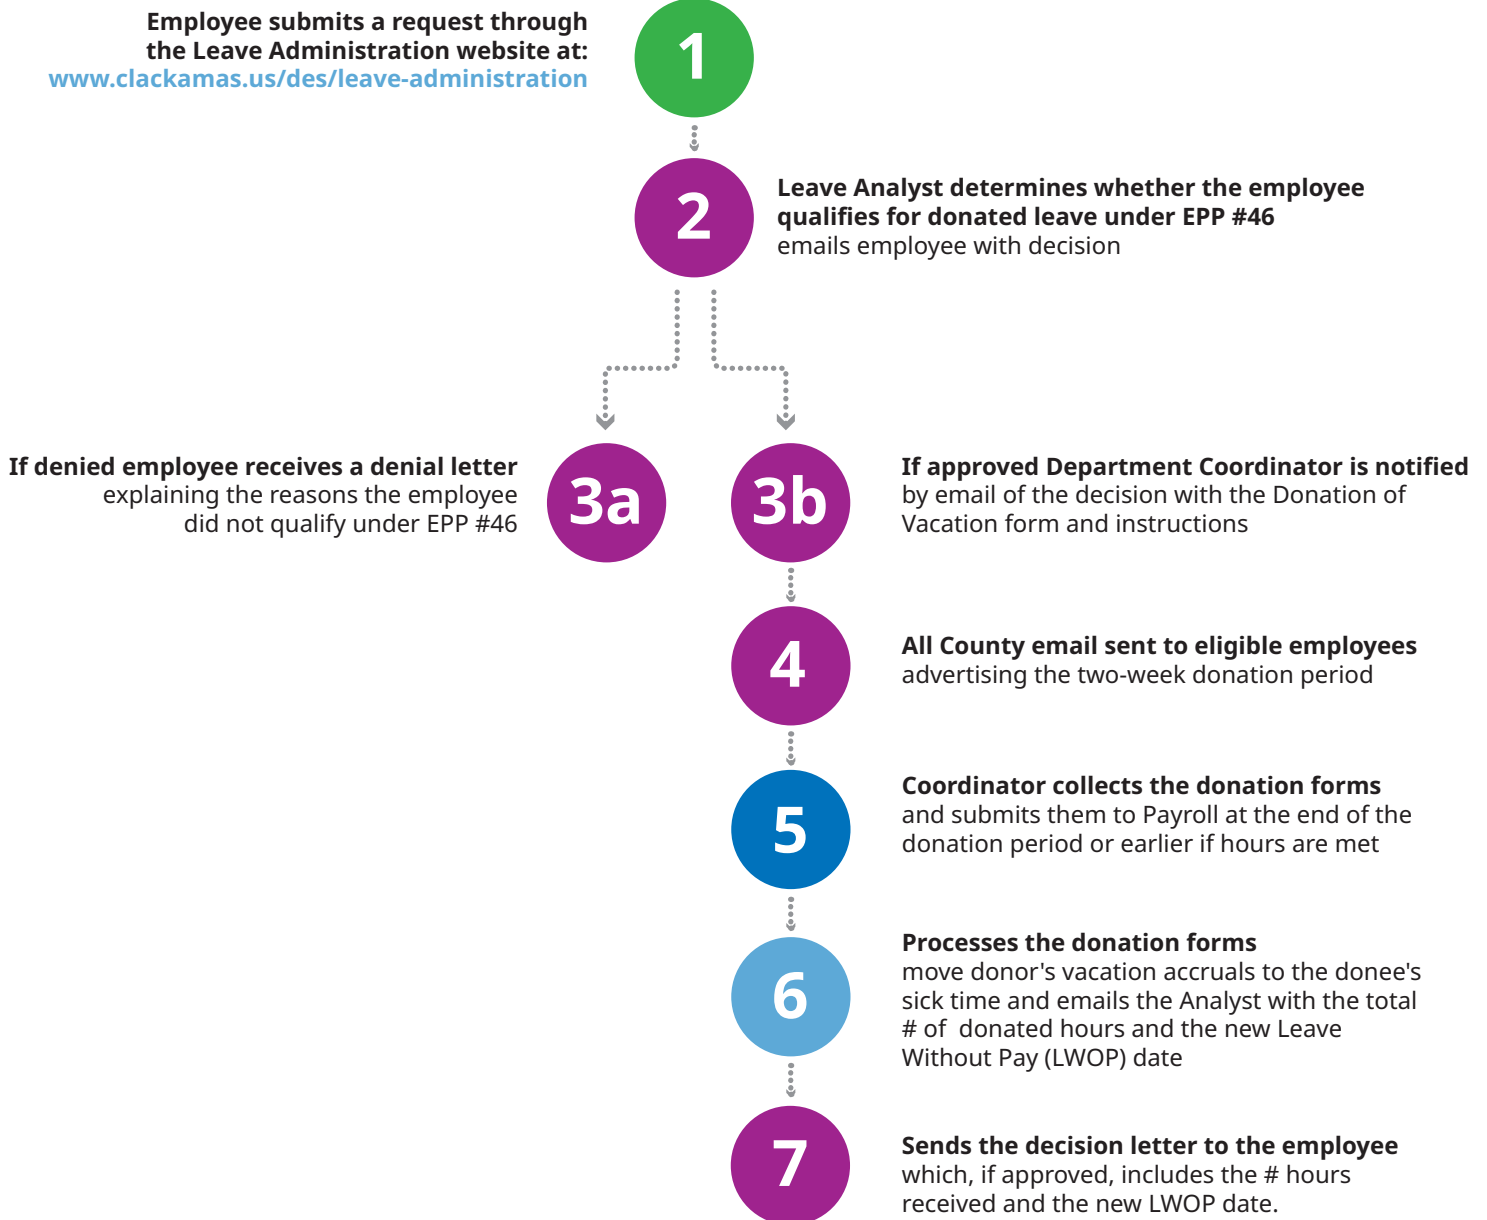 Employee submits a request through
the Leave Administration website at:
www.clackamas.us/des/leave-administration
1
2
Leave Analyst determines whether the employee
qualifies for donated leave under EPP #46
emails employee with decision
If denied employee receives a denial letter
explaining the reasons the employee
did not qualify under EPP #46
3a
3b
If approved Department Coordinator is notified
by email of the decision with the Donation of
Vacation form and instructions
4
All County email sent to eligible employees
advertising the two-week donation period
5
Coordinator collects the donation forms
and submits them to Payroll at the end of the
donation period or earlier if hours are met
6
Processes the donation forms
move donor's vacation accruals to the donee's
sick time and emails the Analyst with the total
# of  donated hours and the new Leave
Without Pay (LWOP) date
7
Sends the decision letter to the employee
which, if approved, includes the # hours
received and the new LWOP date.